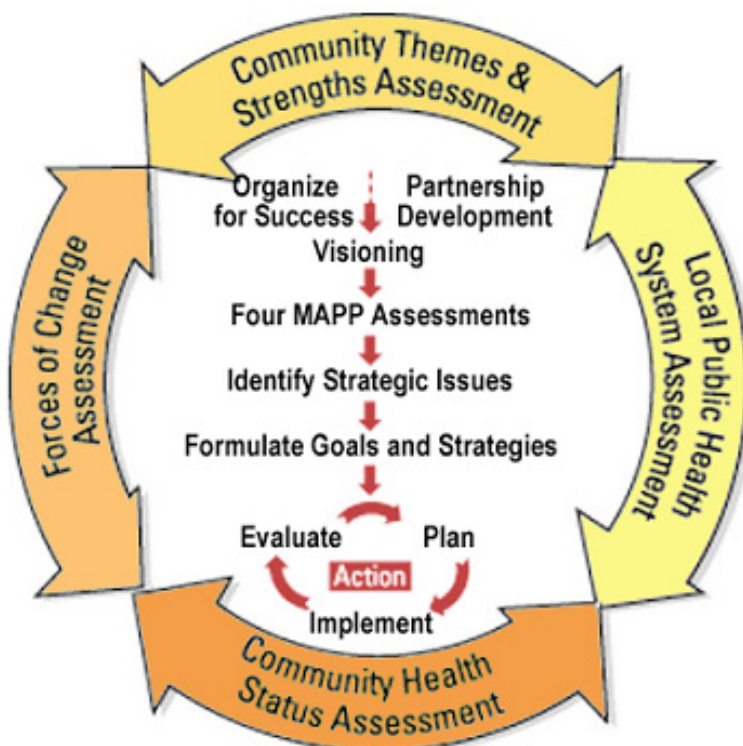 Community Themes &
Strengths Assessment
Organize
for Success
Partnership
Development
Visioning
Four MAPP Assessments
Identify Strategic Issues
Formulate Goals and Strategies
Evaluate
Plan
Action
Implement
Forces of Change
Assessment
Local Public Health
System Assessment
Community Health
Status Assessment